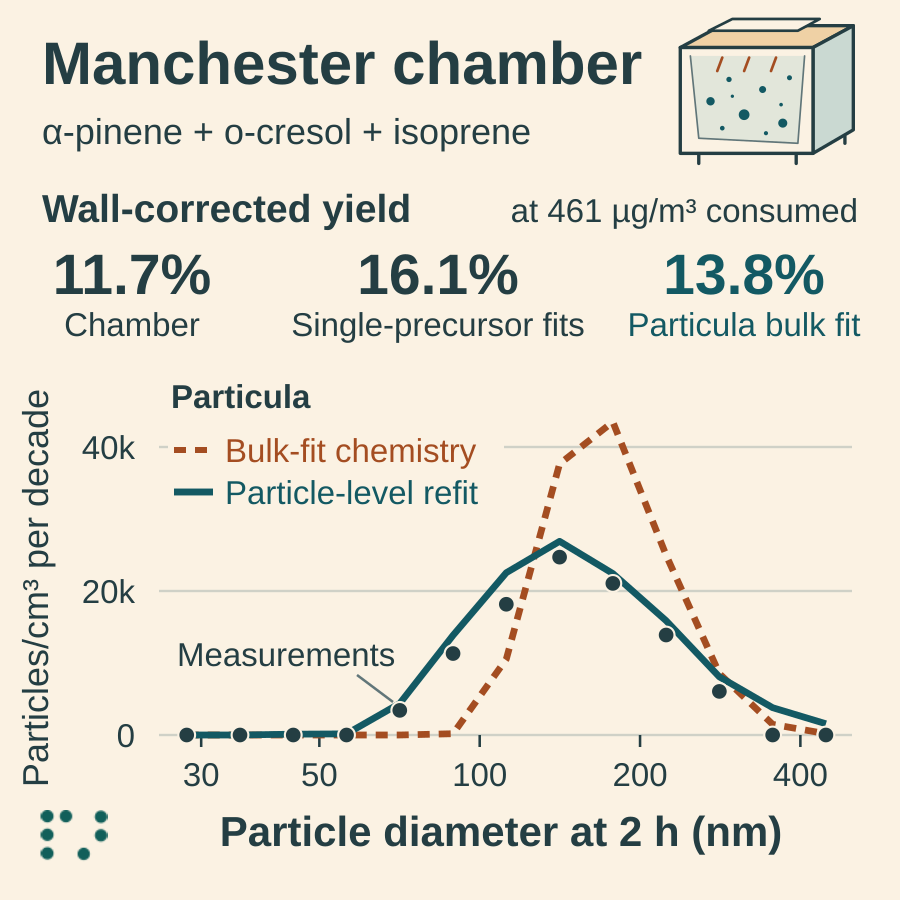 Manchester chamber
α-pinene + o-cresol + isoprene
Wall-corrected yield
at 461 µg/m³ consumed
11.7%
16.1%
13.8%
Chamber
Single-precursor fits
Particula bulk fit
Particula
Bulk-fit chemistry
Particle-level refit
Measurements
Particles/cm³ per decade
40k
20k
0
30
50
100
200
400
Particle diameter at 2 h (nm)